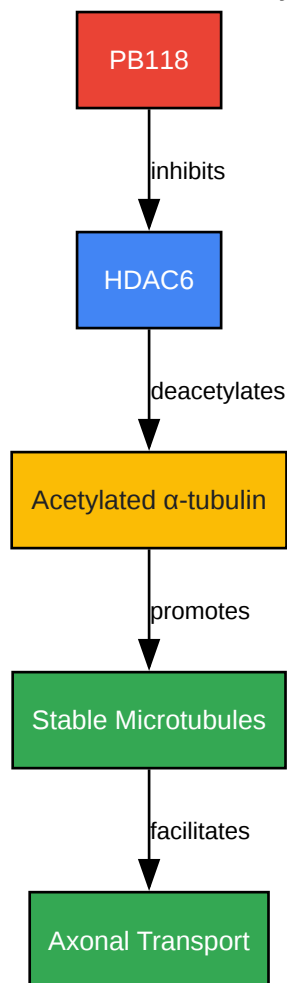 PB118
inhibits
HDAC6
deacetylates
Acetylated α-tubulin
promotes
Stable Microtubules
facilitates
Axonal Transport